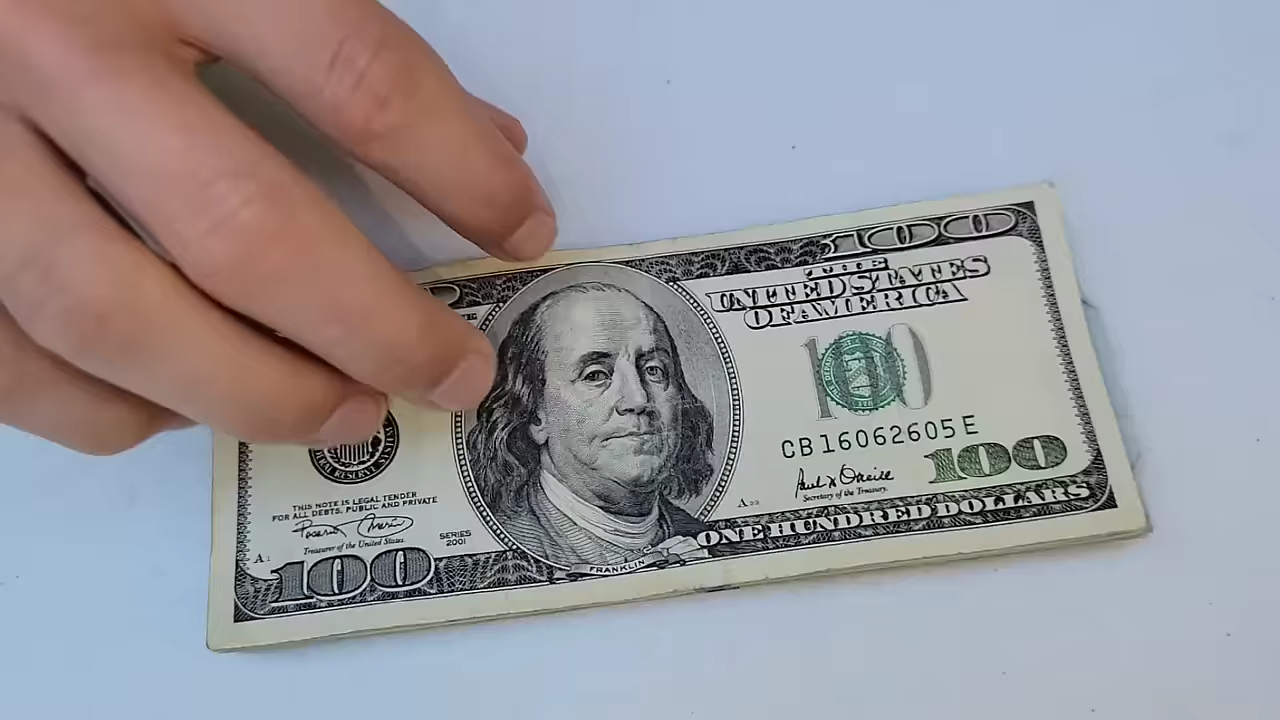 100
THE
UNITED STATES
OF AMERICA
100
CB16062605E
100
Secretary of the Treasury.
ONE HUNDRED DOLLARS
THIS NOTE IS LEGAL TENDER
FOR ALL DEBTS, PUBLIC AND PRIVATE
Treasurer of the United States.
SERIES
2001
A1
100
FRANKLIN